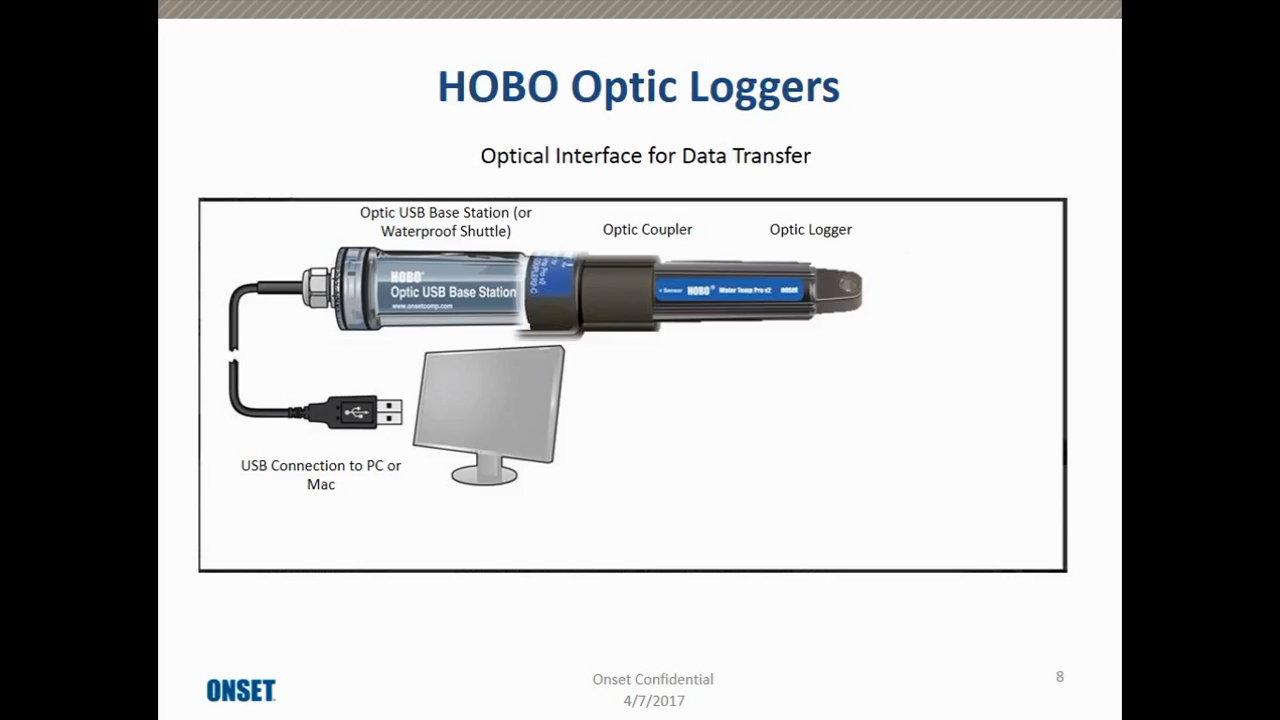 HOBO Optic Loggers
Optical Interface for Data Transfer
Optic USB Base Station (or
Waterproof Shuttle)
Optic Coupler
Optic Logger
HOBO®
Optic USB Base Station
www.onsetcomp.com
HOBO® Water Temp Pro v2 ONSET
USB Connection to PC or
Mac
ONSET
Onset Confidential
4/7/2017
8